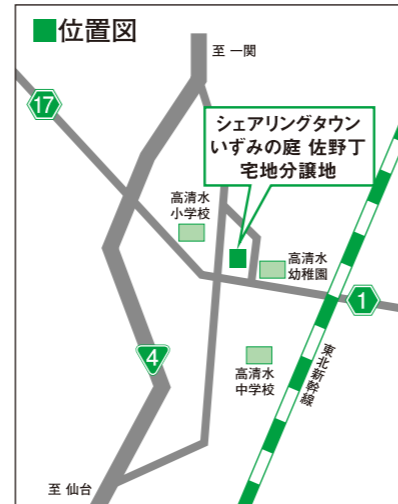 ■位置図
至 一関
17
シェアリングタウン
いずみの庭 佐野丁
宅地分譲地
高清水
小学校
高清水
幼稚園
1
4
高清水
中学校
東北新幹線
至 仙台